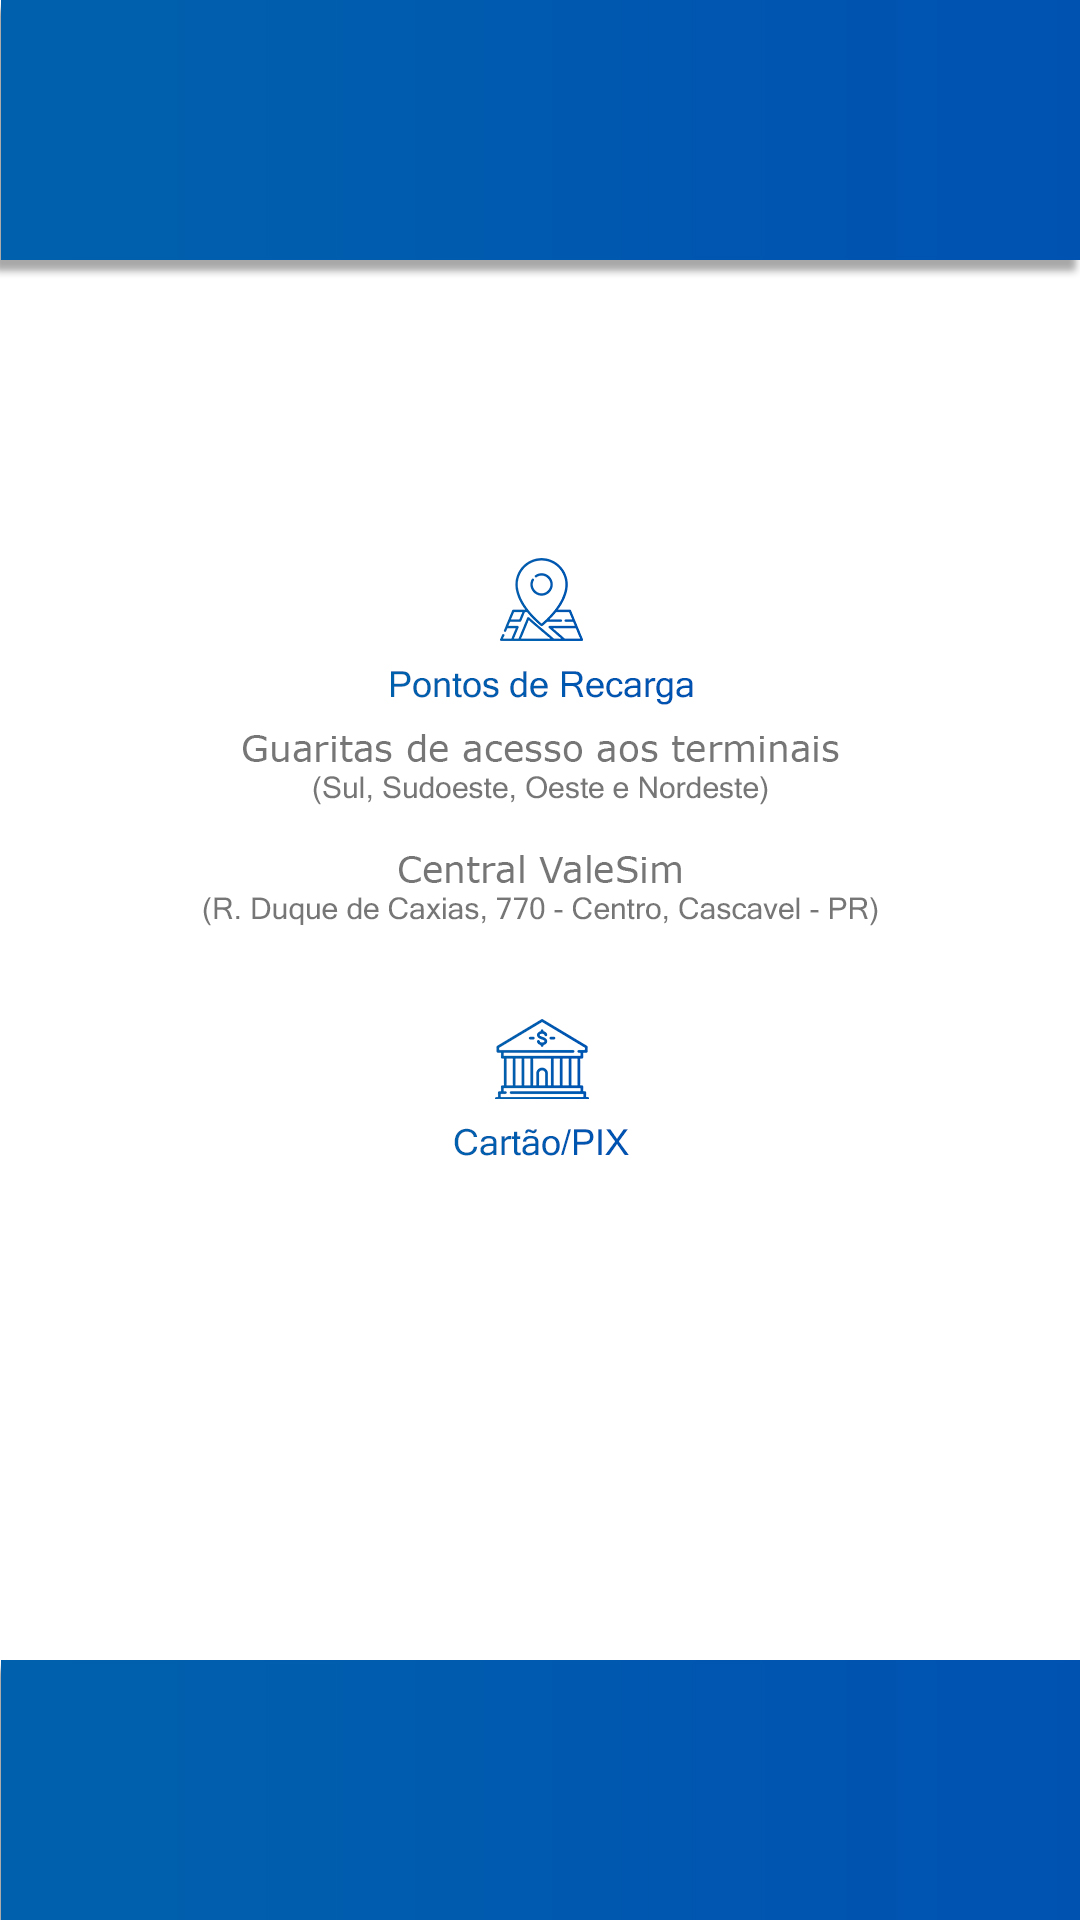 Pontos de Recarga
Guaritas de acesso aos terminais
(Sul, Sudoeste, Oeste e Nordeste)
Central ValeSim
(R. Duque de Caxias, 770 - Centro, Cascavel - PR)
$
Cartão/PIX